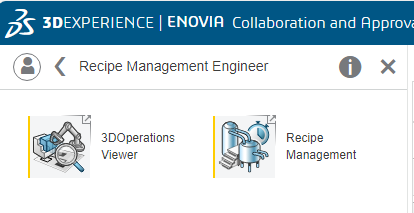 3DEXPERIENCE | ENOVIA Collaboration and Approva
Recipe Management Engineer
3DOperations
Viewer
Recipe
Management